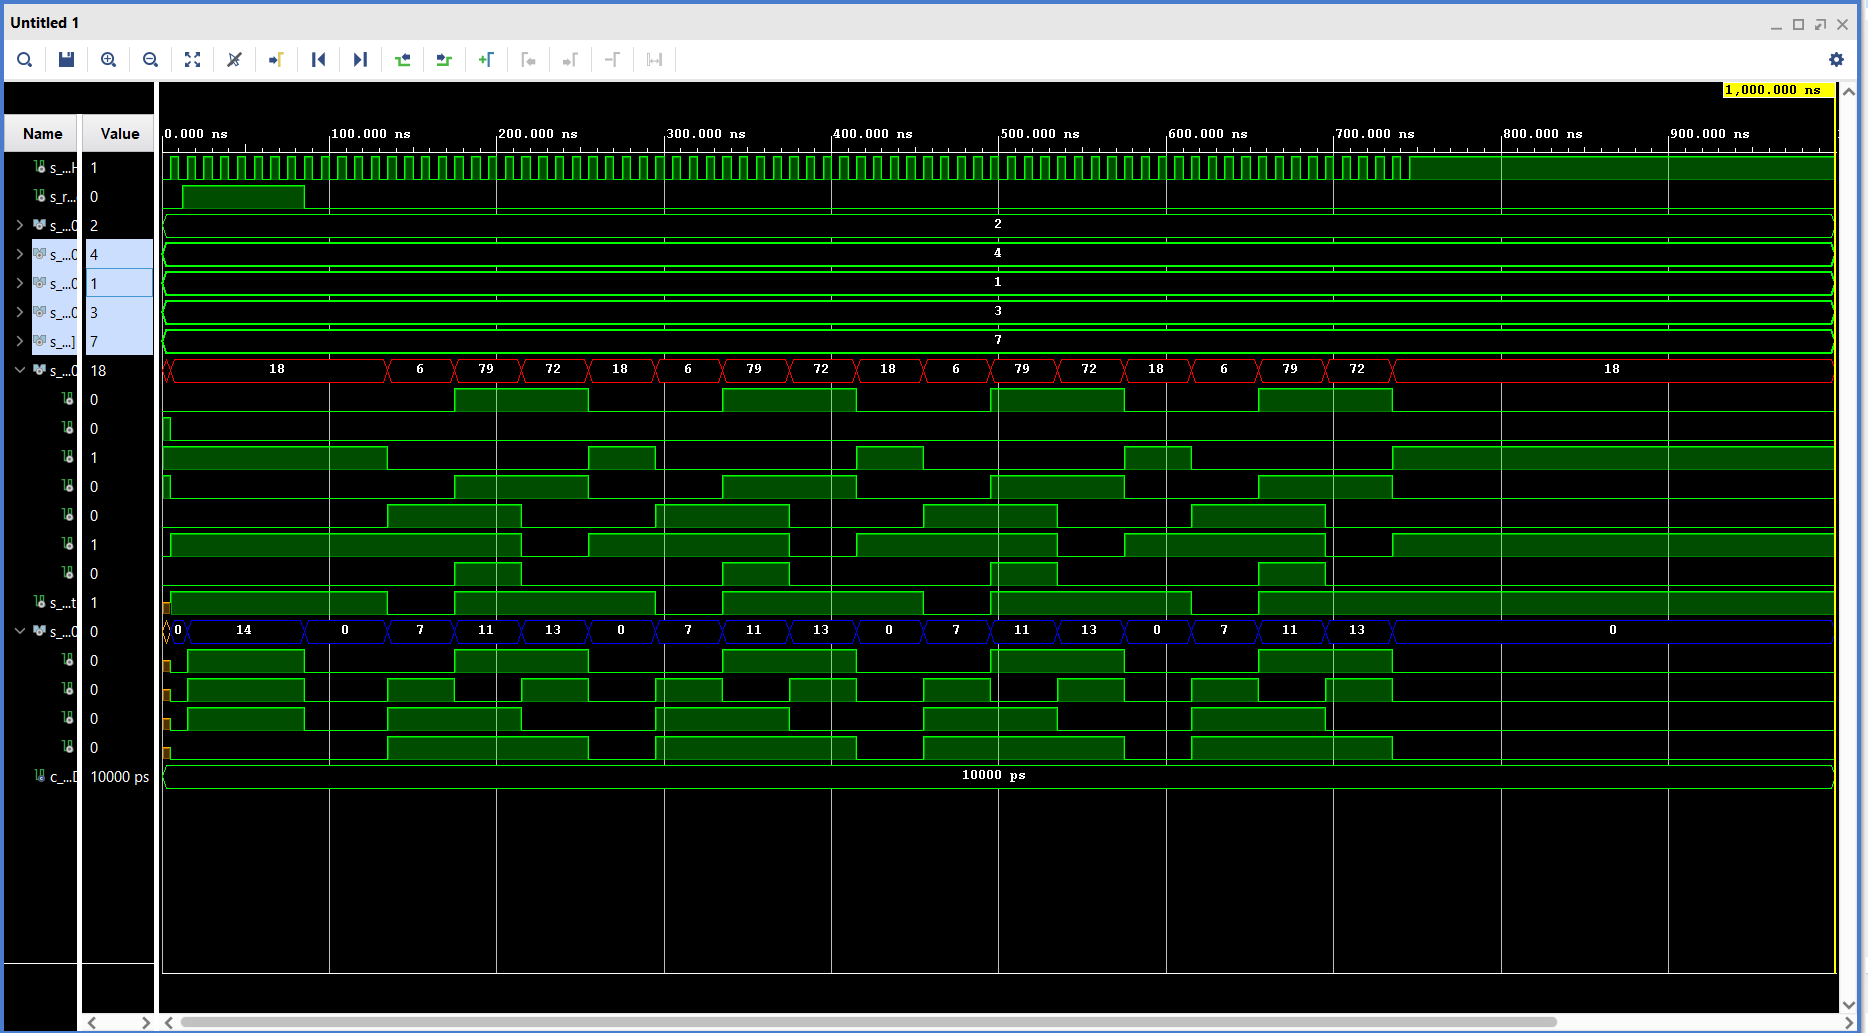 Untitled 1
1,000.000 ns
Name Value 0.000 ns 100.000 ns 200.000 ns 300.000 ns 400.000 ns 500.000 ns 600.000 ns 700.000 ns 800.000 ns 900.000 ns
s_...H 1
s_r... 0
s_...0 2 2
s_...0 4 4
s_...0 1 1
s_...0 3 3
s_...] 7 7
s_...0 18 18 6 79 72 18 6 79 72 18 6 79 72 18 6 79 72 18
0
0
1
0
0
1
0
s_...t 1
s_...0 0 0 14 0 7 11 13 0 7 11 13 0 7 11 13 0 7 11 13 0
0
0
0
0
c_...D 10000 ps 10000 ps